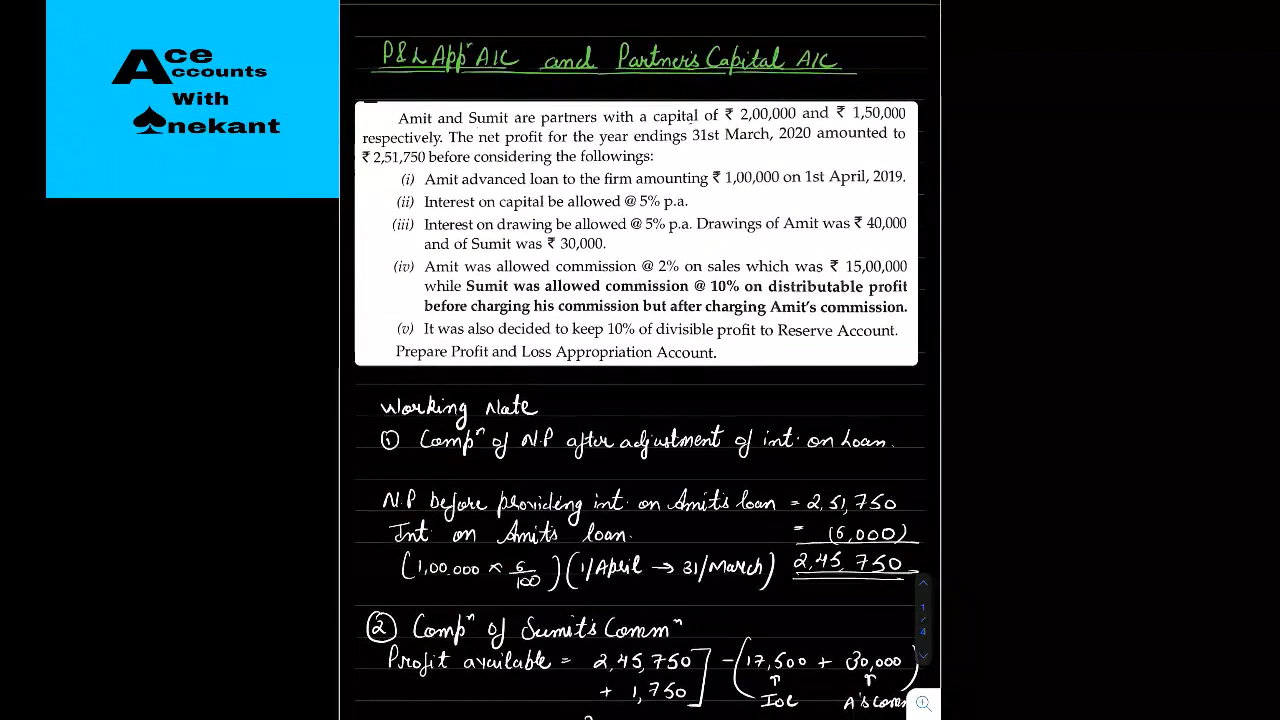 Ace
Accounts
With
Anekant
P&L Appⁿ A/C and Partner's Capital A/C
Amit and Sumit are partners with a capital of ₹ 2,00,000 and ₹ 1,50,000
respectively. The net profit for the year endings 31st March, 2020 amounted to
₹ 2,51,750 before considering the followings:
(i) Amit advanced loan to the firm amounting ₹ 1,00,000 on 1st April, 2019.
(ii) Interest on capital be allowed @ 5% p.a.
(iii) Interest on drawing be allowed @ 5% p.a. Drawings of Amit was ₹ 40,000
and of Sumit was ₹ 30,000.
(iv) Amit was allowed commission @ 2% on sales which was ₹ 15,00,000
while Sumit was allowed commission @ 10% on distributable profit
before charging his commission but after charging Amit's commission.
(v) It was also decided to keep 10% of divisible profit to Reserve Account.
Prepare Profit and Loss Appropriation Account.
Working Note
① Compⁿ of N.P after adjustment of int. on Loan.
N.P before providing int. on Amit's loan = 2,51,750
Int on Amit's loan. = (6,000)
(1,00,000 × 6/100) (1/April → 31/March) 2,45,750
② Compⁿ of Sumit's Commⁿ
Profit available = 2,45,750 + 1,750] - (17,500 + 30,000)
IOC A's Comm
1
/
4